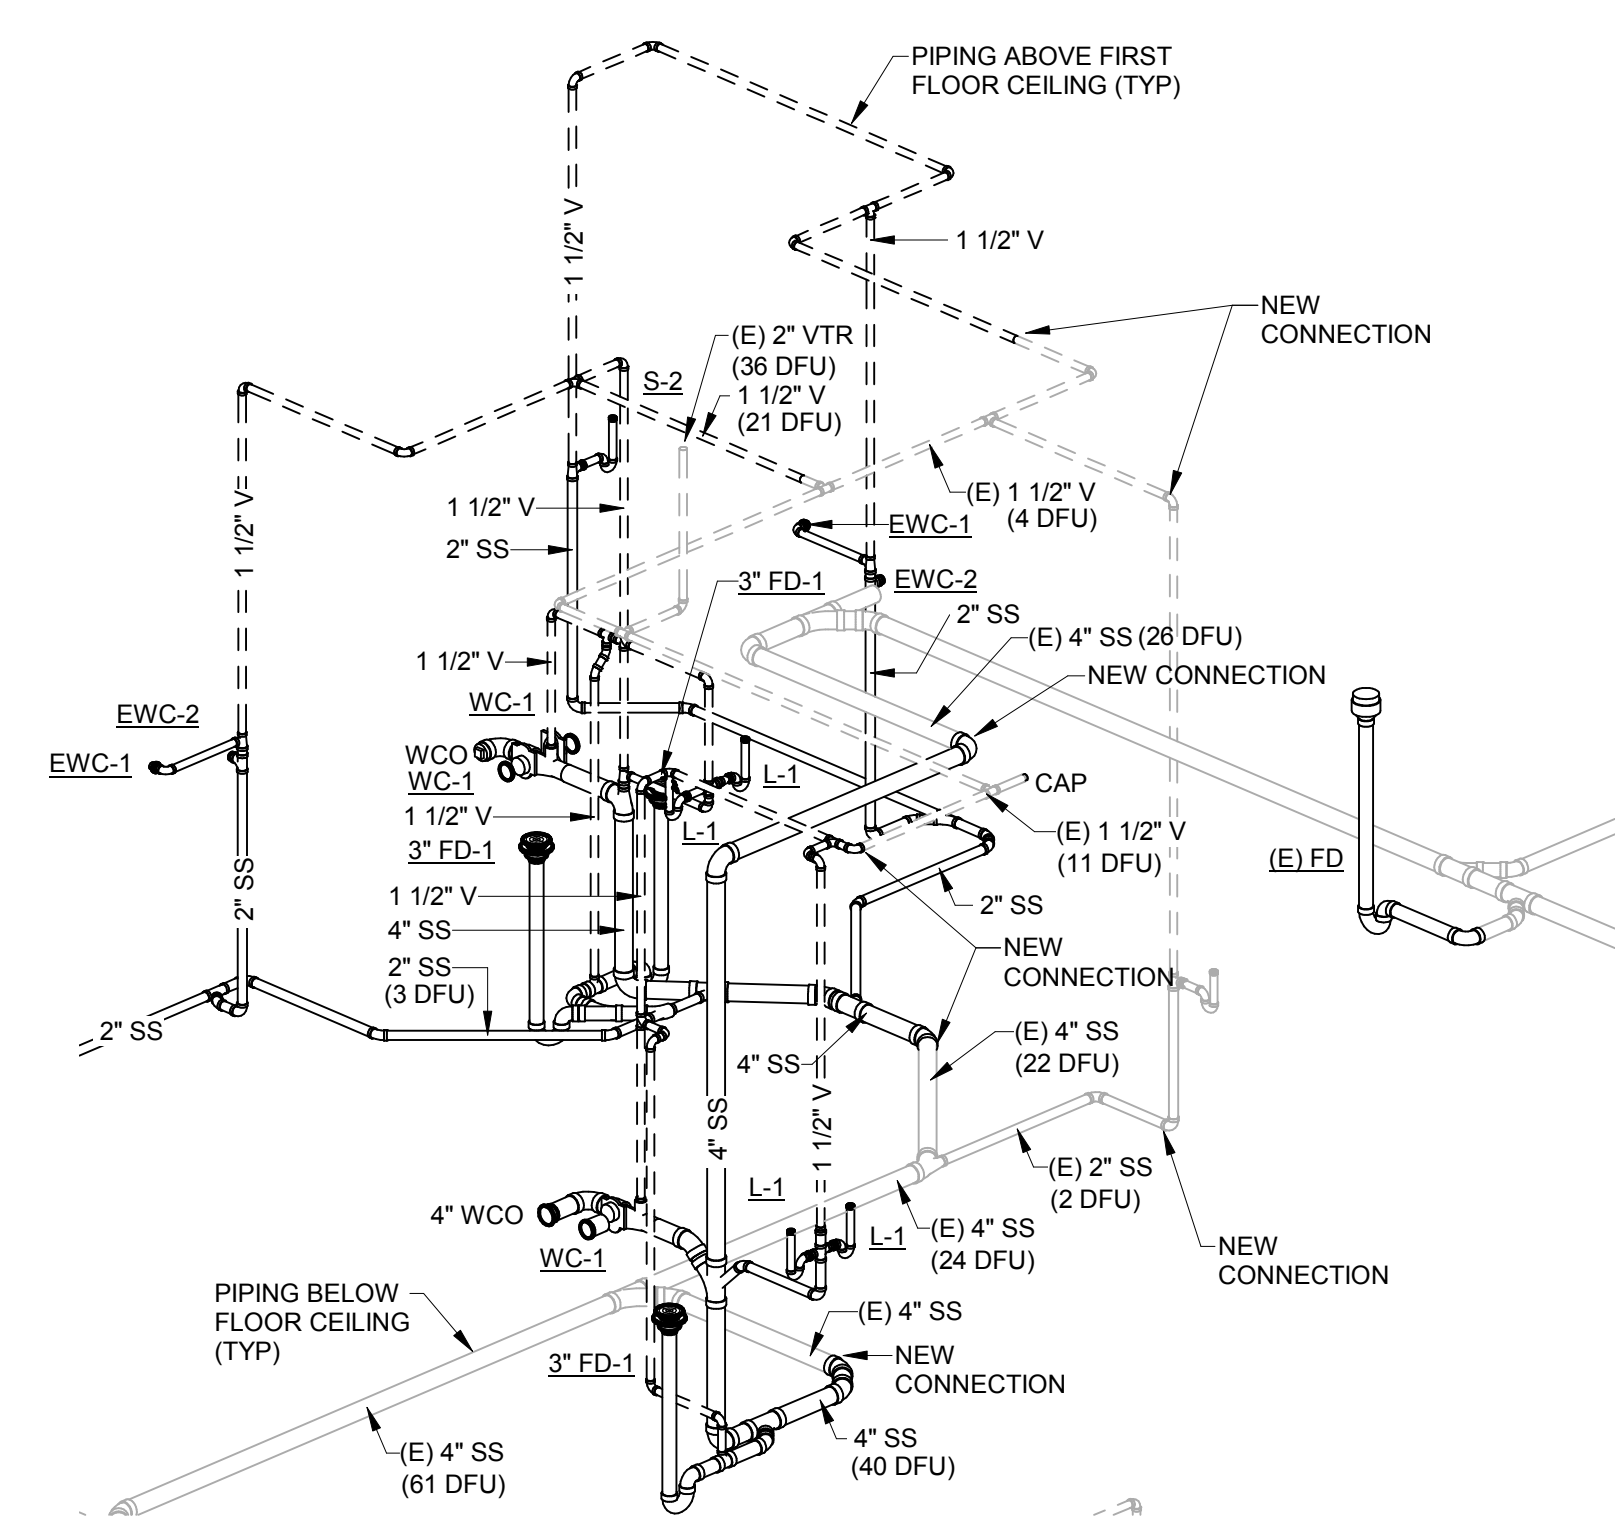 PIPING ABOVE FIRST
FLOOR CEILING (TYP)
1 1/2" V
1 1/2" V
NEW
CONNECTION
(E) 2" VTR
(36 DFU)
S-2
1 1/2" V
(21 DFU)
1 1/2" V
1 1/2" V
(E) 1 1/2" V
(4 DFU)
EWC-1
2" SS
3" FD-1
EWC-2
2" SS
(E) 4" SS (26 DFU)
1 1/2" V
NEW CONNECTION
WC-1
EWC-2
EWC-1
WCO
WC-1
L-1
CAP
1 1/2" V
L-1
(E) 1 1/2" V
(11 DFU)
3" FD-1
(E) FD
2" SS
1 1/2" V
2" SS
4" SS
NEW
CONNECTION
2" SS
(3 DFU)
2" SS
(E) 4" SS
(22 DFU)
4" SS
4" SS
1 1/2" V
(E) 2" SS
(2 DFU)
L-1
4" WCO
(E) 4" SS
(24 DFU)
L-1
WC-1
NEW
CONNECTION
PIPING BELOW
FLOOR CEILING
(TYP)
(E) 4" SS
NEW
CONNECTION
3" FD-1
(E) 4" SS
(61 DFU)
4" SS
(40 DFU)